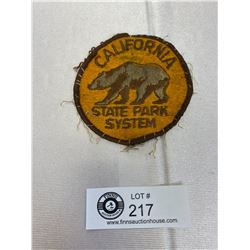 CALIFORNIA
STATE PARK
SYSTEM
LOT #
217
www.finnsauctionhouse.com